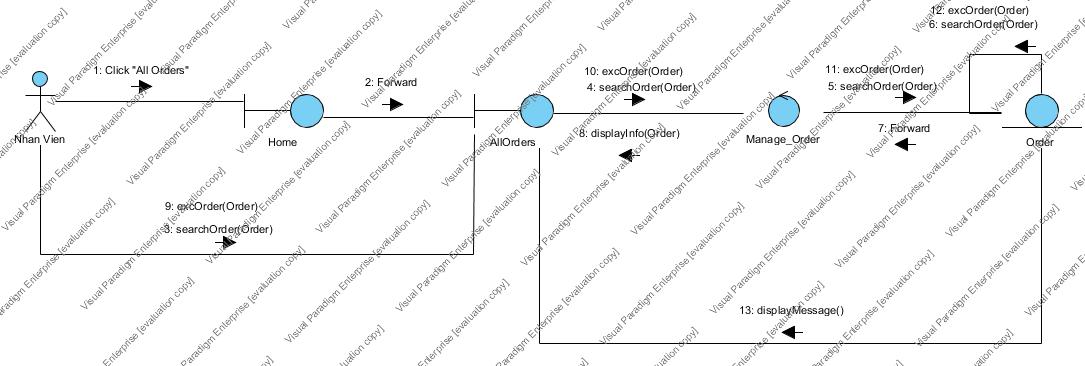 12: excOrder(Order)
6: searchOrder(Order)
1: Click "All Orders"
2: Forward
10: excOrder(Order)
4: searchOrder(Order)
11: excOrder(Order)
5: searchOrder(Order)
8: displayInfo(Order)
7: Forward
Nhan Vien
Home
AllOrders
Manage_Order
Order
9: excOrder(Order)
3: searchOrder(Order)
13: displayMessage()
Visual Paradigm Enterprise [evaluation copy]